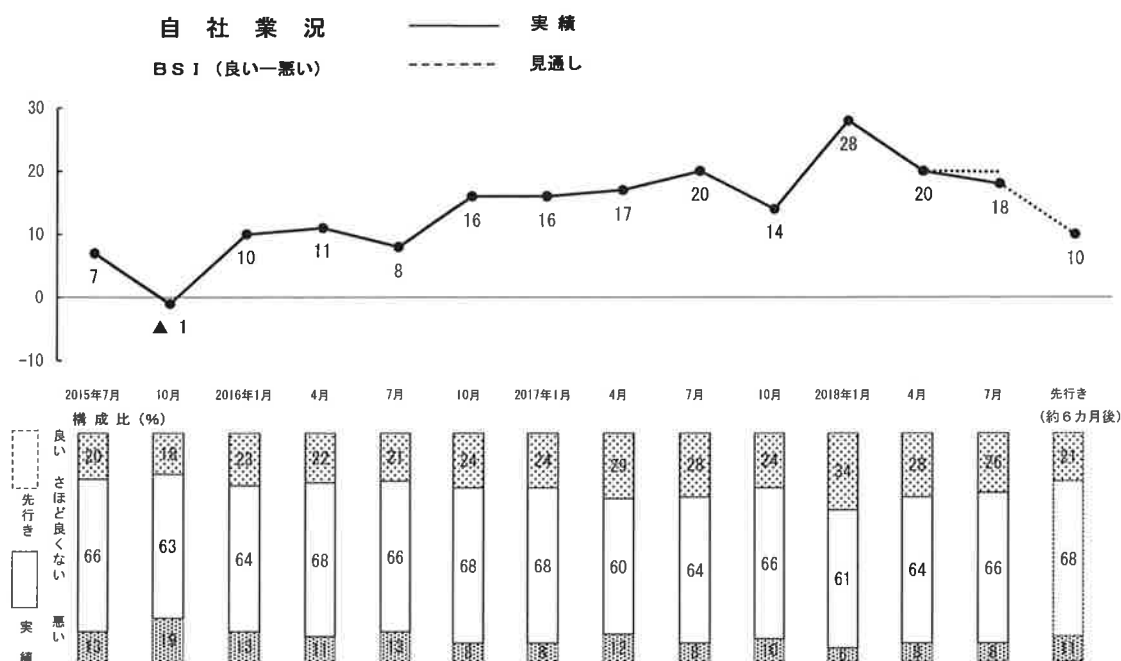 自 社 業 況
実 績
BSI (良い―悪い)
見通し
30
20
10
0
-10
7
▲ 1
10
11
8
16
16
17
20
14
28
20
18
10
2015年7月 10月 2016年1月 4月 7月 10月 2017年1月 4月 7月 10月 2018年1月 4月 7月 先行き
構 成 比 (%)
(約6カ月後)
良い
さほど良くない
悪い
先行き
実績
20 18 23 22 21 24 24 29 28 24 34 28 26 21
66 63 64 68 66 68 68 60 64 66 61 64 66 68
13 19 13 11 13 8 8 12 8 10 6 8 8 11